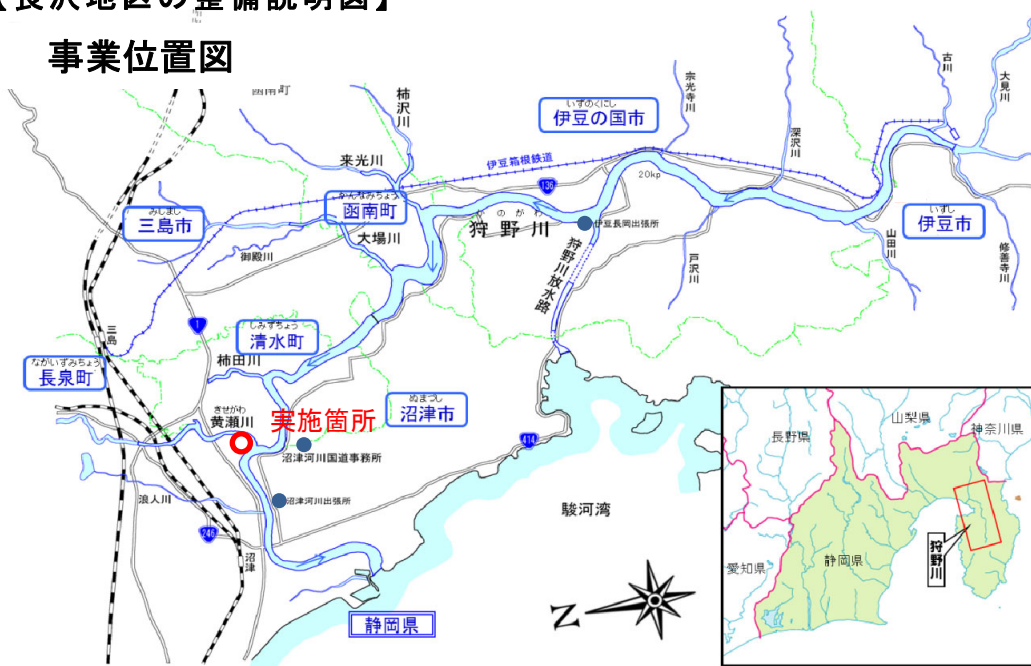 【長沢地区の整備説明図】
事業位置図
函南町
柿沢川
宗光寺川
古川
大見川
いずのくにし
伊豆の国市
深沢川
来光川
伊豆箱根鉄道
136
20kp
かんなみちょう
函南町
みしまし
三島市
かのがわ
狩野川
伊豆長岡出張所
いずし
伊豆市
大場川
御殿川
狩野川放水路
戸沢川
山田川
修善寺川
1
三島
しみずちょう
清水町
ながいずみちょう
長泉町
柿田川
ぬまづし
沼津市
きせがわ
黄瀬川
実施箇所
414
沼津河川国道事務所
浪人川
沼津河川出張所
駿河湾
246
沼津
静岡県
N
長野県
山梨県
神奈川県
愛知県
静岡県
狩野川